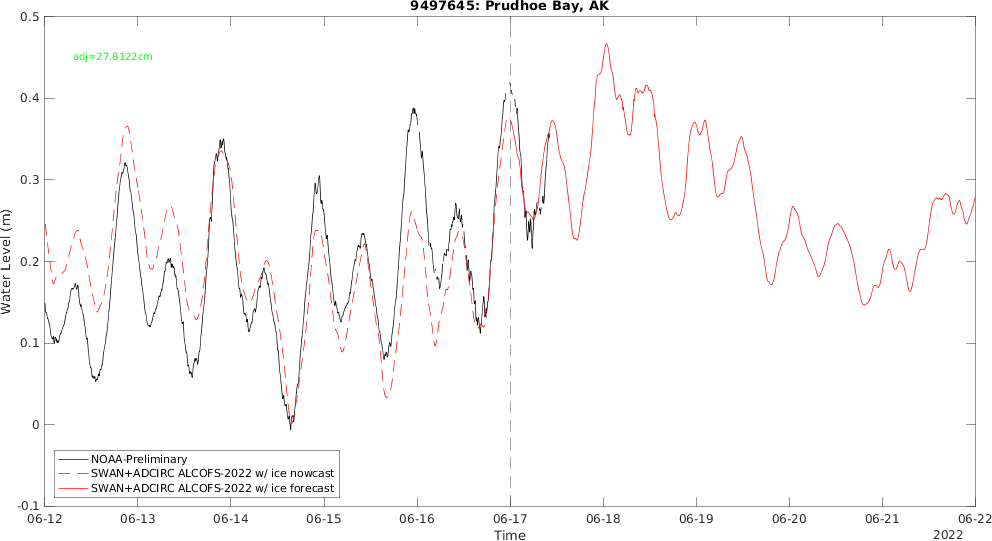 9497645: Prudhoe Bay, AK
adj=27.8122cm
0.5
0.4
0.3
0.2
0.1
0
-0.1
Water Level (m)
NOAA-Preliminary
SWAN+ADCIRC ALCOFS-2022 w/ ice nowcast
SWAN+ADCIRC ALCOFS-2022 w/ ice forecast
06-12 06-13 06-14 06-15 06-16 06-17 06-18 06-19 06-20 06-21 06-22
Time
2022